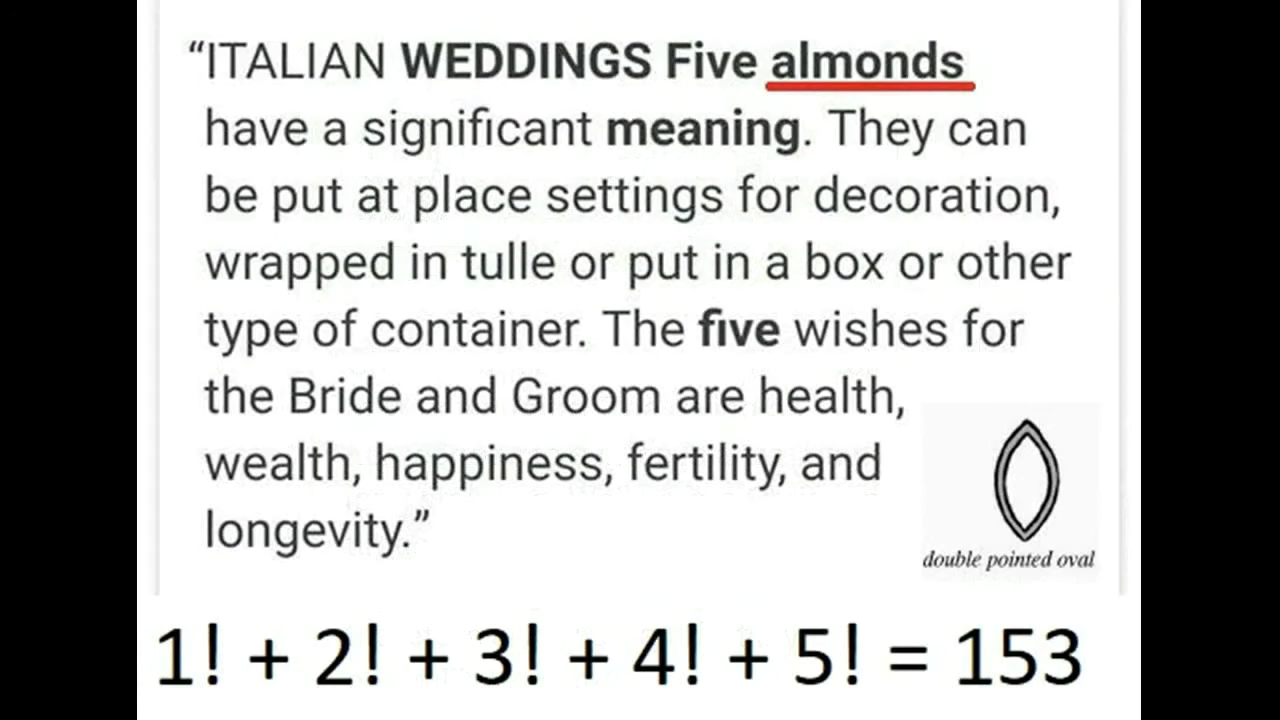 “ITALIAN WEDDINGS Five almonds
have a significant meaning. They can
be put at place settings for decoration,
wrapped in tulle or put in a box or other
type of container. The five wishes for
the Bride and Groom are health,
wealth, happiness, fertility, and
longevity.”
double pointed oval
1! + 2! + 3! + 4! + 5! = 153